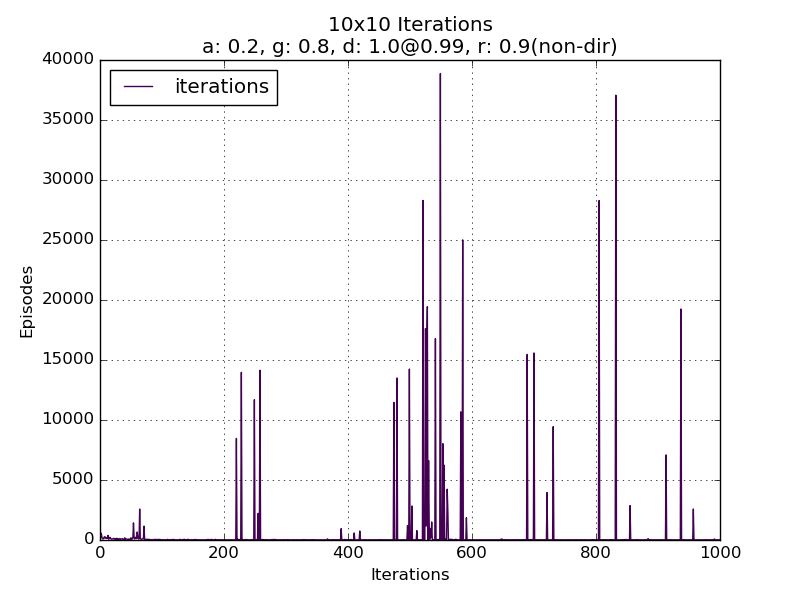 10x10 Iterations
a: 0.2, g: 0.8, d: 1.0@0.99, r: 0.9(non-dir)
iterations
40000
35000
30000
25000
20000
15000
10000
5000
0
Episodes
0 200 400 600 800 1000
Iterations